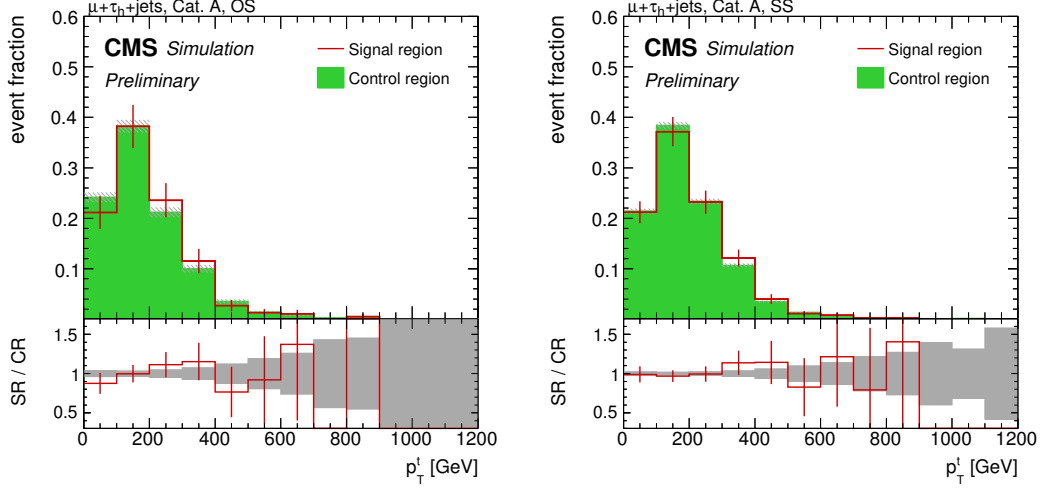 μ+τh+jets, Cat. A, OS
CMS Simulation
Preliminary
Signal region
Control region
event fraction
0.6
0.5
0.4
0.3
0.2
0.1
SR / CR
1.5
1
0.5
0 200 400 600 800 1000 1200
p_T^t [GeV]
μ+τh+jets, Cat. A, SS
CMS Simulation
Preliminary
Signal region
Control region
event fraction
0.6
0.5
0.4
0.3
0.2
0.1
SR / CR
1.5
1
0.5
0 200 400 600 800 1000 1200
p_T^t [GeV]